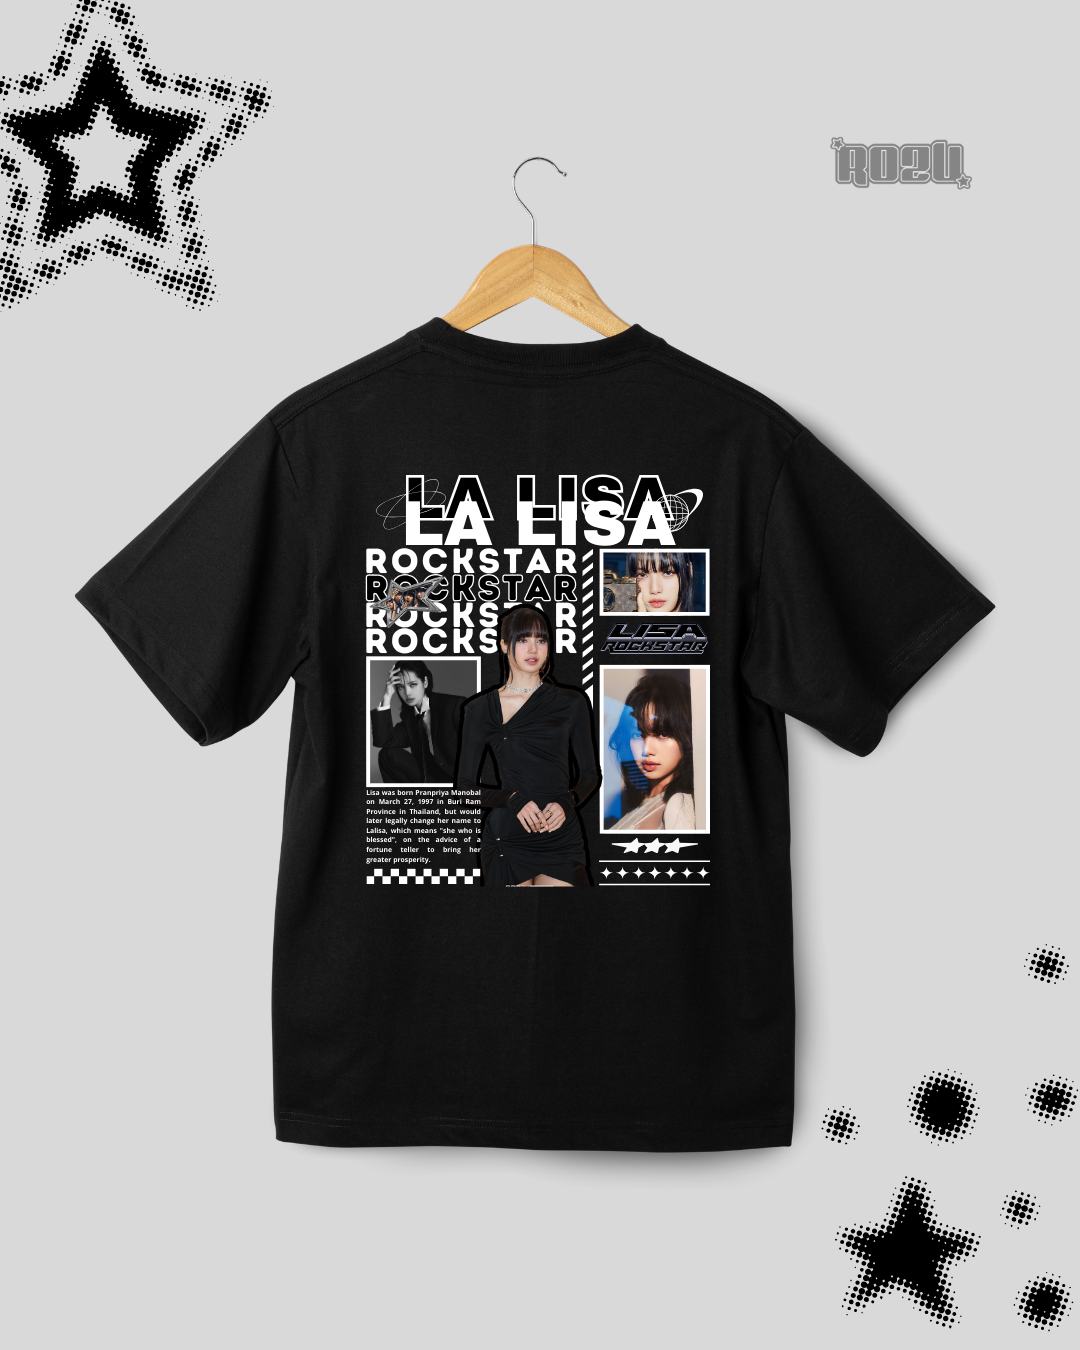 ROZU
LA LISA
LA LISA
ROCKSTAR
ROCKSTAR
ROCKSTAR
ROCKSTAR
LISA
ROCKSTAR
Lisa was born Pranpriya Manobal
on March 27, 1997 in Buri Ram
Province in Thailand, but would
later legally change her name to
Lalisa, which means "she who is
blessed", on the advice of a
fortune teller to bring her
greater prosperity.